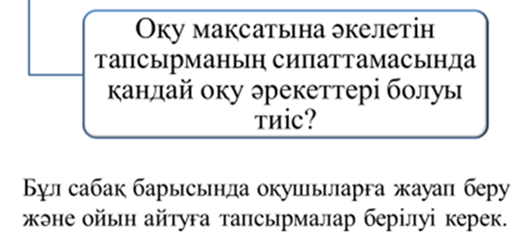 Оқу мақсатына әкелетін
тапсырманың сипаттамасында
қандай оқу әрекеттері болуы
тиіс?
Бұл сабақ барысында оқушыларға жауап беру
және ойын айтуға тапсырмалар берілуі керек.